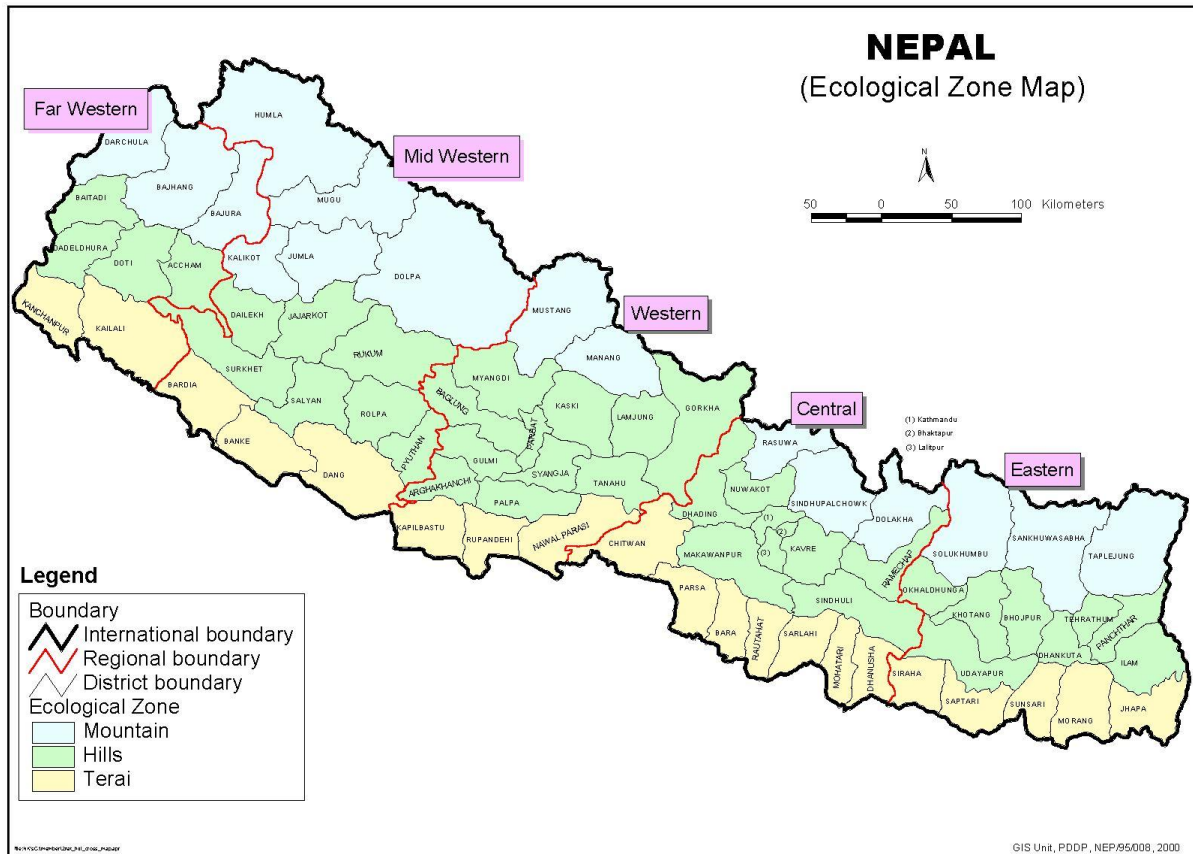 NEPAL
(Ecological Zone Map)
N
50 0 50 100 Kilometers
Far Western
Mid Western
Western
Central
Eastern
(1) Kathmandu
(2) Bhaktapur
(3) Lalitpur
HUMLA
DARCHULA
BAJHANG
BAITADI
BAJURA
MUGU
DADELDHURA
DOTI
ACCHAM
KALIKOT
JUMLA
DOLPA
KANCHANPUR
KAILALI
DAILEKH
JAJARKOT
MUSTANG
MANANG
BARDIA
SURKHET
RUKUM
MYANGDI
SALYAN
ROLPA
BAGLUNG
KASKI
LAMJUNG
GORKHA
PARBAT
BANKE
DANG
PYUTHAN
GULMI
SYANGJA
TANAHU
ARGHAKHANCHI
PALPA
KAPILBASTU
RUPANDEHI
NAWAL PARASI
CHITWAN
RASUWA
NUWAKOT
SINDHUPALCHOWK
DOLAKHA
DHADING
(1)
(2)
(3)
KAVRE
MAKAWANPUR
RAMECHAP
SINDHULI
PARSA
BARA
RAUTAHAT
SARLAHI
MOHATARI
DHANUSHA
SOLUKHUMBU
SANKHUWASABHA
TAPLEJUNG
OKHALDHUNGA
KHOTANG
BHOJPUR
TEHRATHUM
PANCHTHAR
DHANKUTA
ILAM
UDAYAPUR
SIRAHA
SAPTARI
SUNSARI
MORANG
JHAPA
Legend
Boundary
International boundary
Regional boundary
District boundary
Ecological Zone
Mountain
Hills
Terai
GIS Unit, PDDP, NEP/95/008, 2000